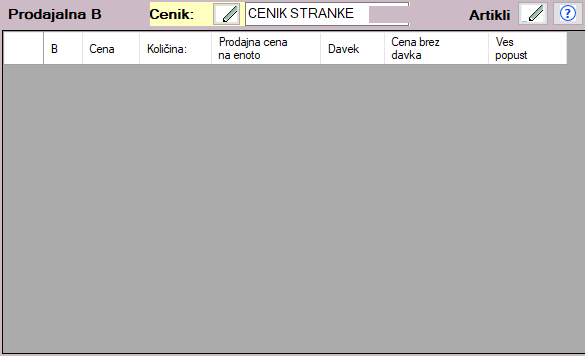 Prodajalna B Cenik: CENIK STRANKE Artikli ?
B Cena Količina: Prodajna cena na enoto Davek Cena brez davka Ves popust